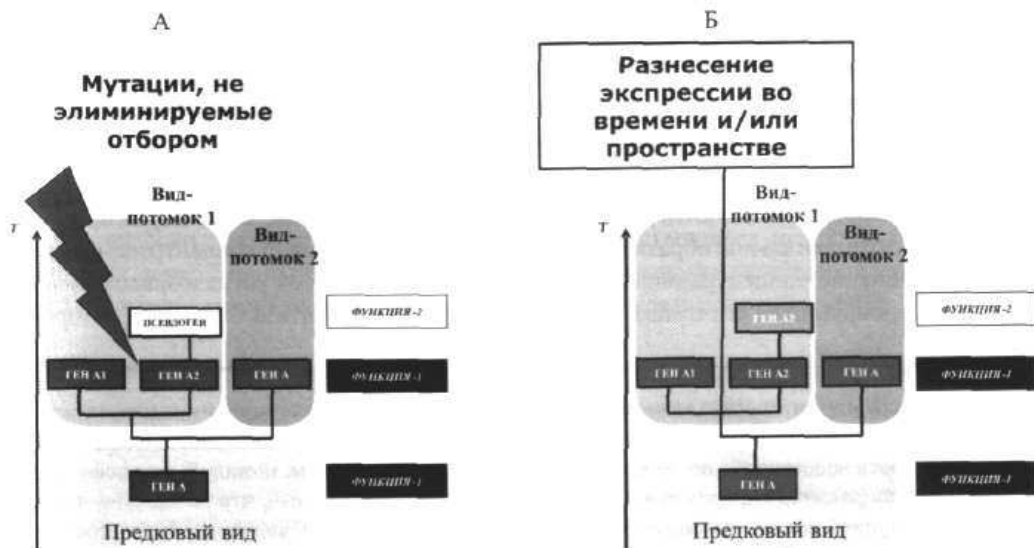 А
Мутации, не
элиминируемые
отбором
Вид-
потомок 1
Вид-
потомок 2
T
ПСЕВДОГЕН
ФУНКЦИЯ-2
ГЕН А1
ГЕН А2
ГЕН А
ФУНКЦИЯ-1
ГЕН А
ФУНКЦИЯ-1
Предковый вид
Б
Разнесение
экспрессии во
времени и/или
пространстве
Вид-
потомок 1
Вид-
потомок 2
T
ГЕН
ФУНКЦИЯ-2
ГЕН А1
ГЕН А2
ГЕН А
ФУНКЦИЯ-1
ГЕН А
ФУНКЦИЯ-1
Предковый вид